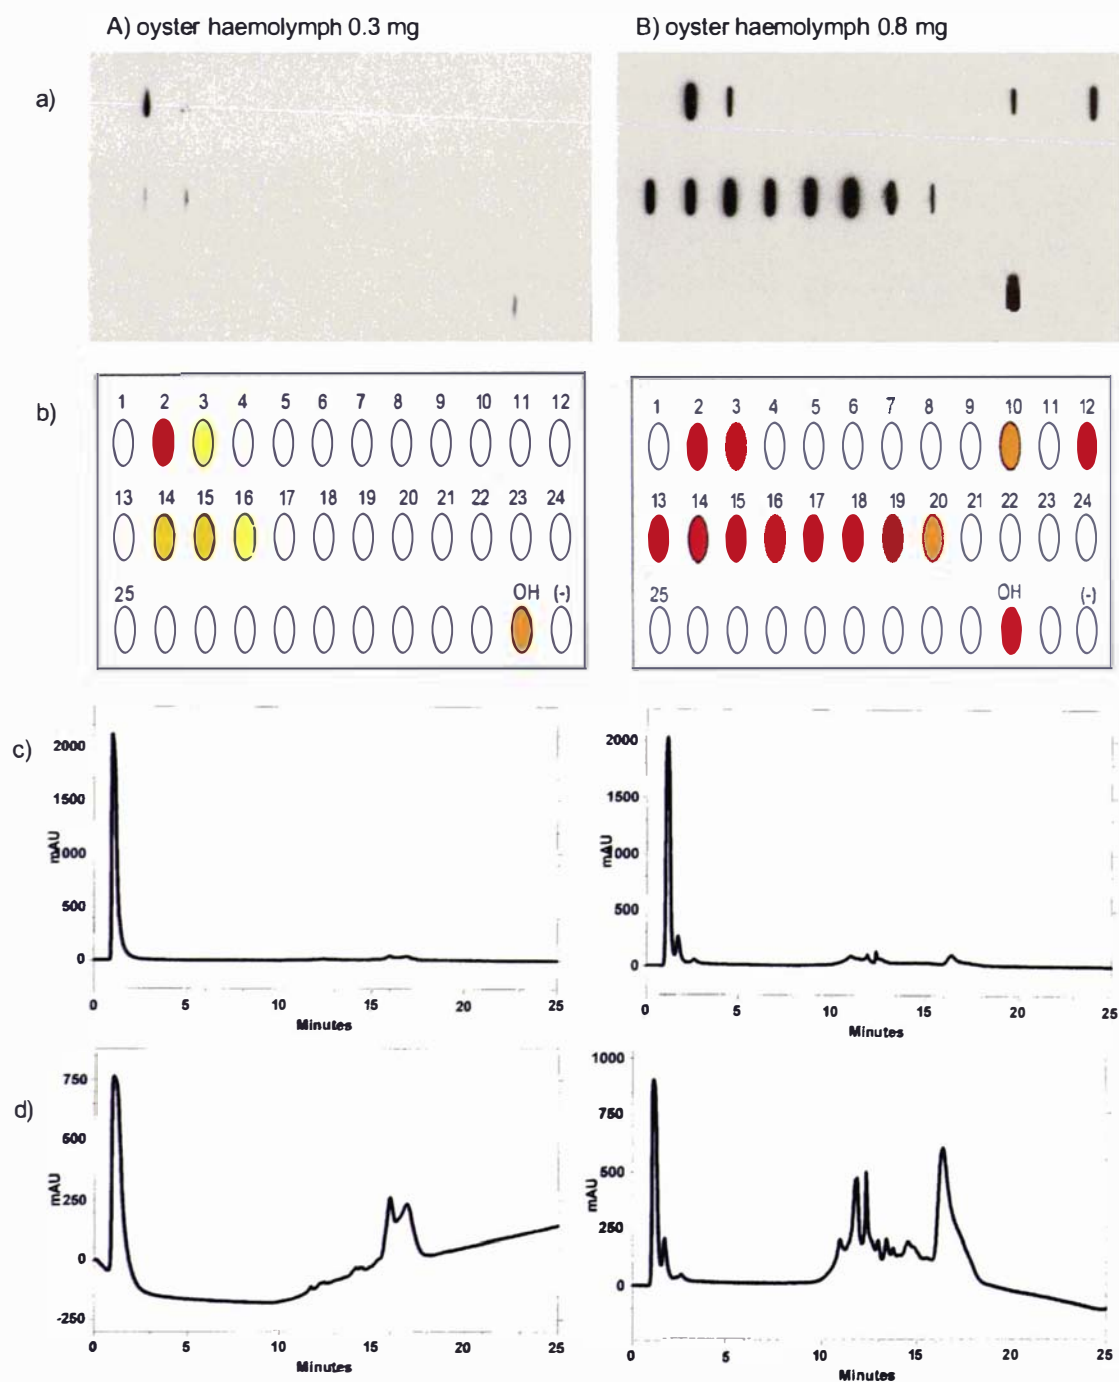 A) oyster haemolymph 0.3 mg
B) oyster haemolymph 0.8 mg
a)
b)
1 2 3 4 5 6 7 8 9 10 11 12
13 14 15 16 17 18 19 20 21 22 23 24
25 OH (-)
1 2 3 4 5 6 7 8 9 10 11 12
13 14 15 16 17 18 19 20 21 22 23 24
25 OH (-)
c)
2000
1500
1000
500
0
mAU
0 5 10 15 20 25
Minutes
2000
1500
1000
500
0
mAU
0 5 10 15 20 25
Minutes
d)
750
500
250
0
-250
mAU
0 5 10 15 20 25
Minutes
1000
750
500
250
0
mAU
0 5 10 15 20 25
Minutes